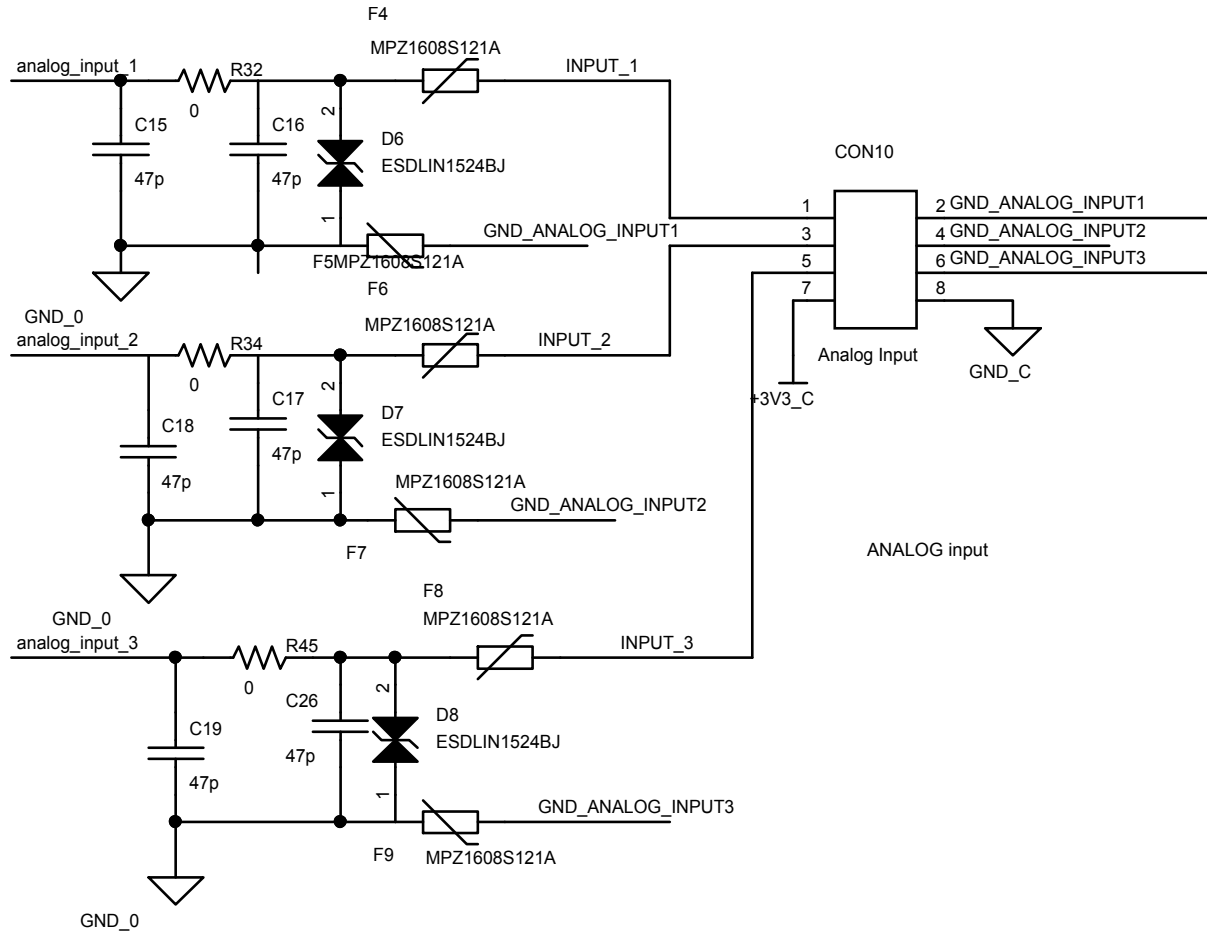 F4
MPZ1608S121A
analog_input_1
R32
0
INPUT_1
C15
47p
C16
47p
2
1
D6
ESDLIN1524BJ
GND_ANALOG_INPUT1
F5MPZ1608S121A
GND_0
CON10
1
3
5
7
2 GND_ANALOG_INPUT1
4 GND_ANALOG_INPUT2
6 GND_ANALOG_INPUT3
8
Analog Input
+3V3_C
GND_C
F6
MPZ1608S121A
analog_input_2
R34
0
INPUT_2
C18
47p
C17
47p
2
1
D7
ESDLIN1524BJ
MPZ1608S121A
GND_ANALOG_INPUT2
F7
GND_0
ANALOG input
F8
MPZ1608S121A
analog_input_3
R45
0
INPUT_3
C19
47p
C26
47p
2
1
D8
ESDLIN1524BJ
GND_ANALOG_INPUT3
F9
MPZ1608S121A
GND_0